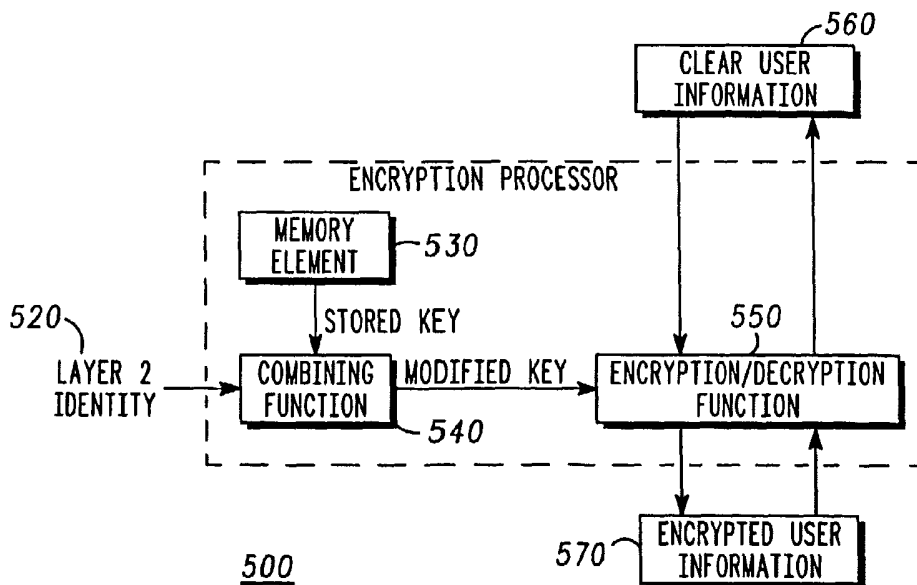 560
CLEAR USER
INFORMATION
ENCRYPTION PROCESSOR
MEMORY
ELEMENT
530
520
STORED KEY
550
LAYER 2
IDENTITY
COMBINING
FUNCTION
MODIFIED KEY
ENCRYPTION/DECRYPTION
FUNCTION
540
570
ENCRYPTED USER
INFORMATION
500